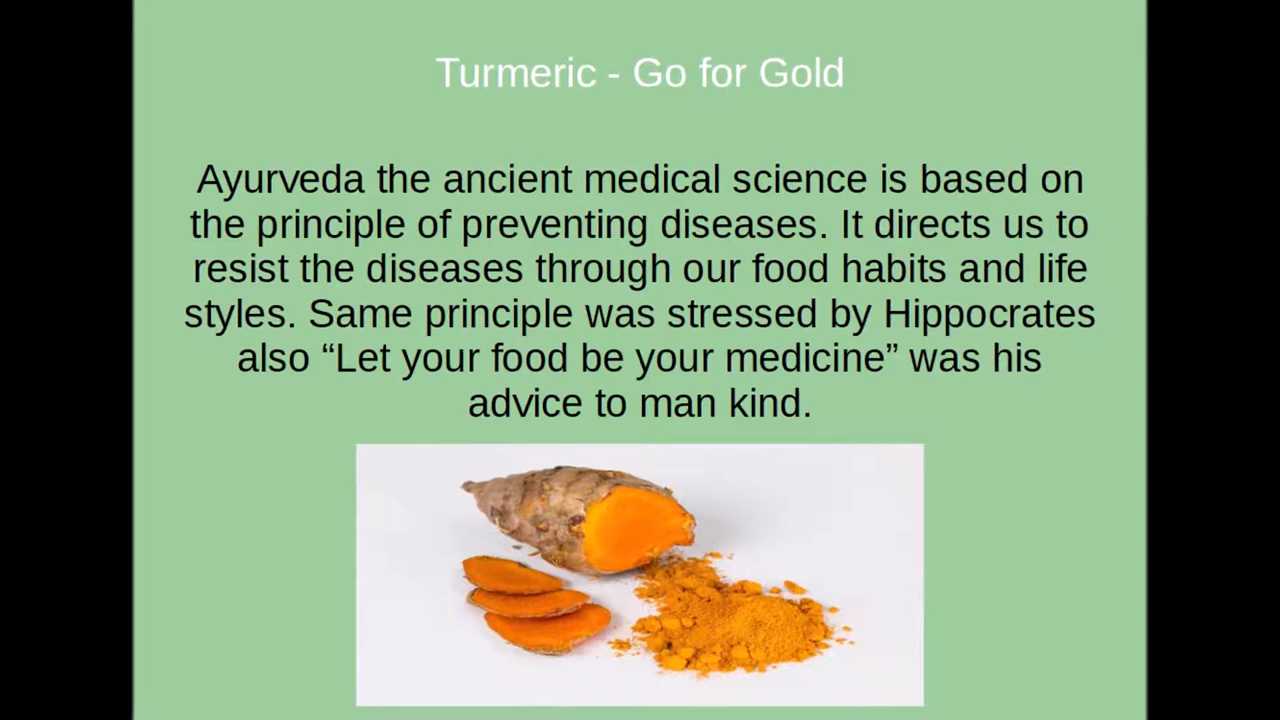 Turmeric - Go for Gold
Ayurveda the ancient medical science is based on
the principle of preventing diseases. It directs us to
resist the diseases through our food habits and life
styles. Same principle was stressed by Hippocrates
also “Let your food be your medicine” was his
advice to man kind.